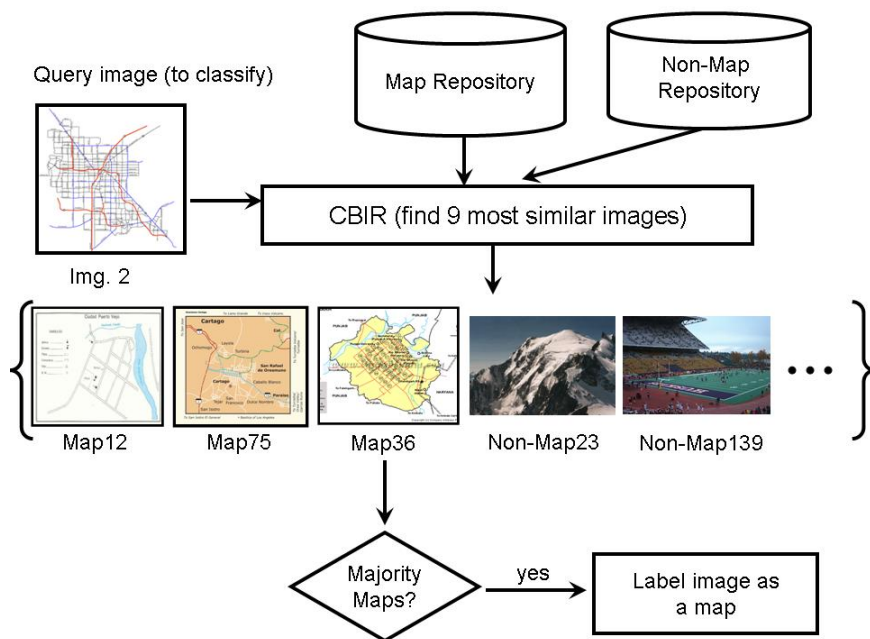 Query image (to classify)
Map Repository
Non-Map
Repository
Img. 2
CBIR (find 9 most similar images)
Cartago
Map12
Map75
Map36
Non-Map23
Non-Map139
Majority
Maps?
yes
Label image as
a map